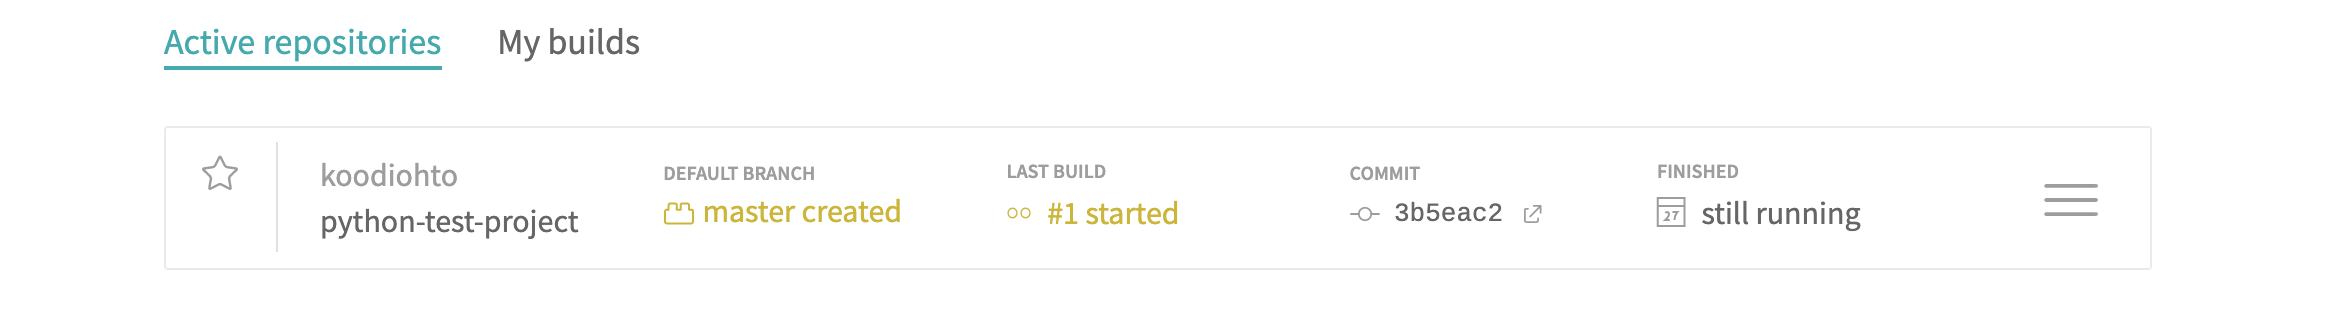 Active repositories My builds
koodiohto
python-test-project
DEFAULT BRANCH
master created
LAST BUILD
#1 started
COMMIT
3b5eac2
FINISHED
27 still running